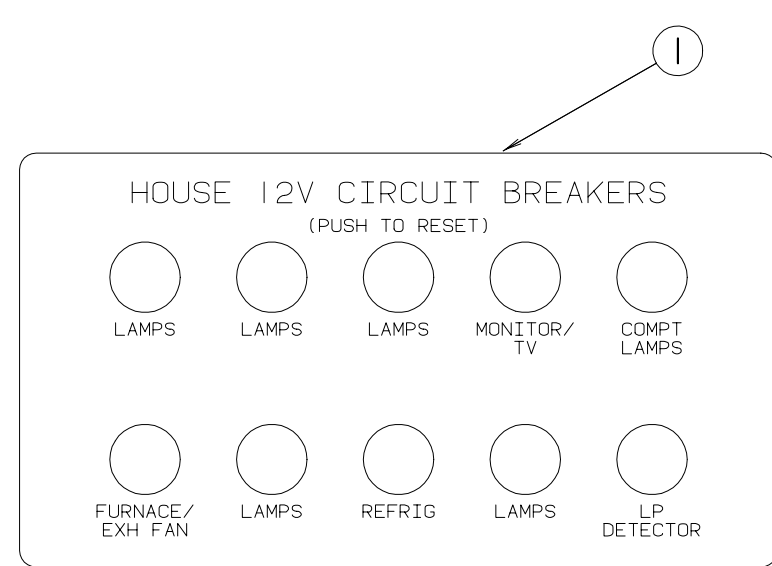 1
HOUSE 12V CIRCUIT BREAKERS
(PUSH TO RESET)
LAMPS LAMPS LAMPS MONITOR/ COMPT
TV LAMPS
FURNACE/ LAMPS REFRIG LAMPS LP
EXH FAN DETECTOR